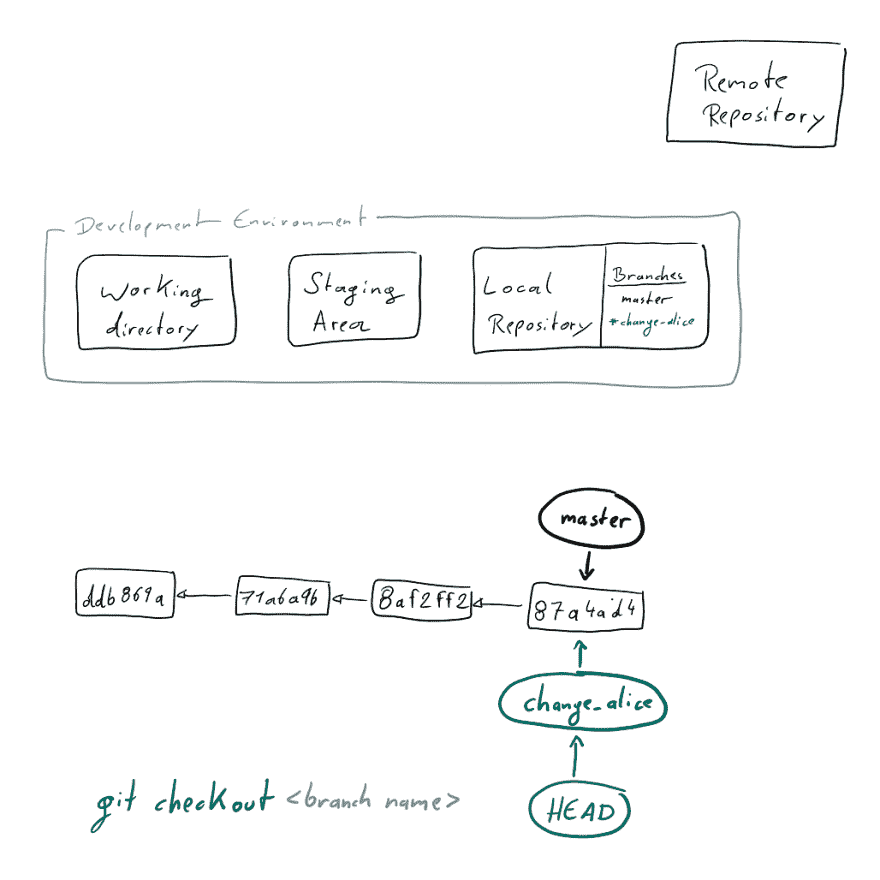 Remote
Repository
Development Environment
Working
directory
Staging
Area
Local
Repository
Branches
master
*change_alice
master
ddb869a
71a6a9b
8af2ff2
87a4ad4
change_alice
git checkout <branch name>
HEAD